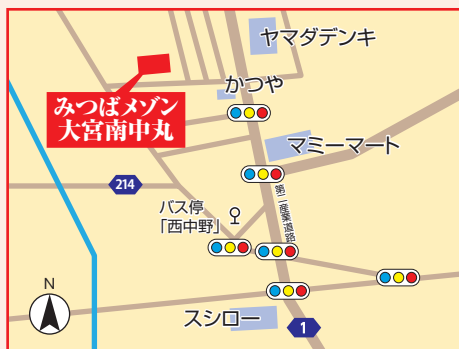 ヤマダデンキ
かつや
みつばメゾン
大宮南中丸
マミーマート
214
第二産業道路
バス停
「西中野」
N
スシロー
1